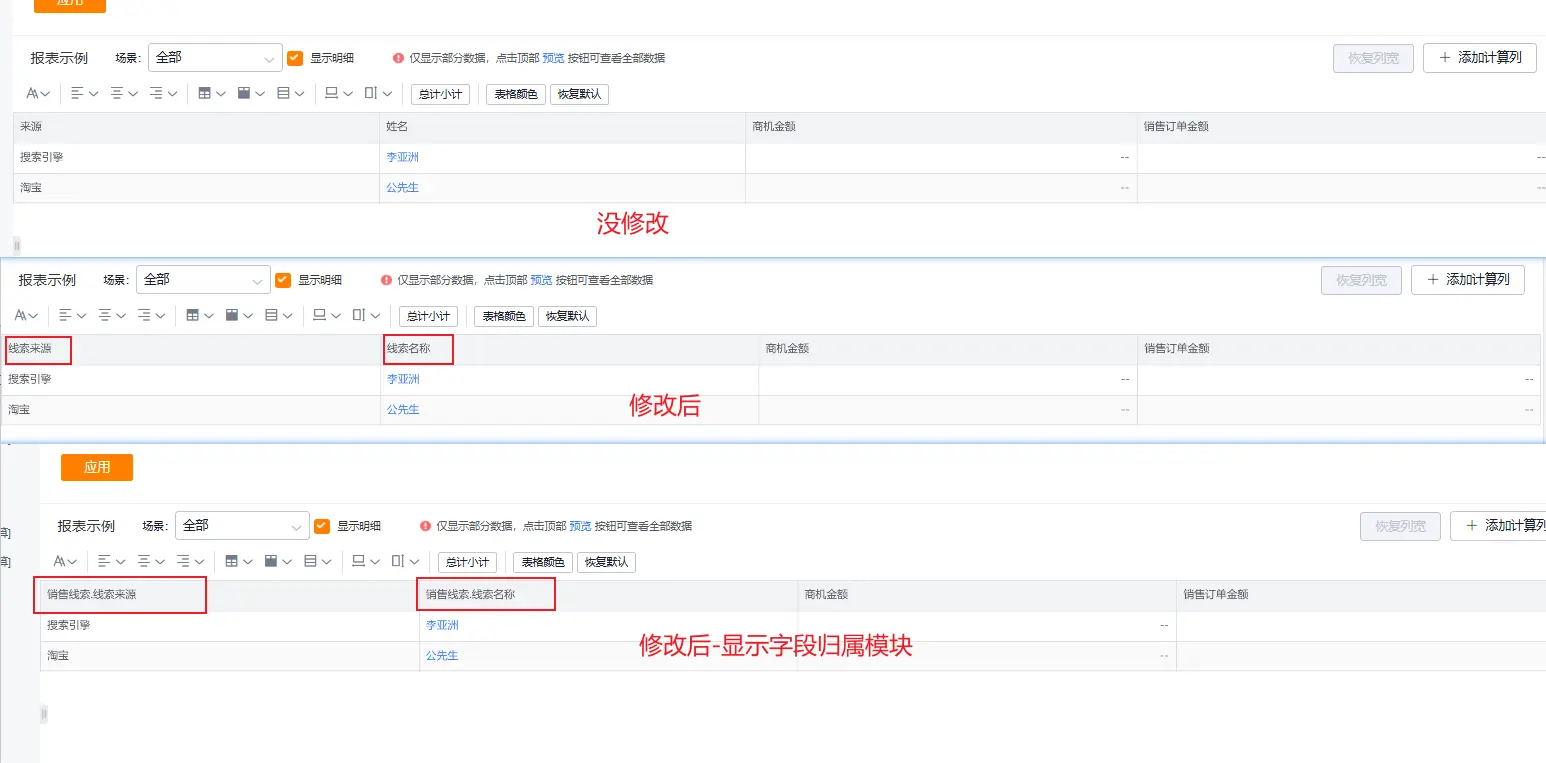 应用
报表示例 场景: 全部 显示明细 仅显示部分数据，点击顶部 预览 按钮可查看全部数据 恢复列宽 + 添加计算列
总计小计 表格颜色 恢复默认
来源 姓名 商机金额 销售订单金额
搜索引擎 李亚洲 -- --
淘宝 公先生 -- --
没修改
报表示例 场景: 全部 显示明细 仅显示部分数据，点击顶部 预览 按钮可查看全部数据 恢复列宽 + 添加计算列
总计小计 表格颜色 恢复默认
线索来源 线索名称 商机金额 销售订单金额
搜索引擎 李亚洲 -- --
淘宝 公先生 -- --
修改后
应用
报表示例 场景: 全部 显示明细 仅显示部分数据，点击顶部 预览 按钮可查看全部数据 恢复列宽 + 添加计算列
总计小计 表格颜色 恢复默认
销售线索.线索来源 销售线索.线索名称 商机金额 销售订单金额
搜索引擎 李亚洲 --
淘宝 公先生 --
修改后-显示字段归属模块